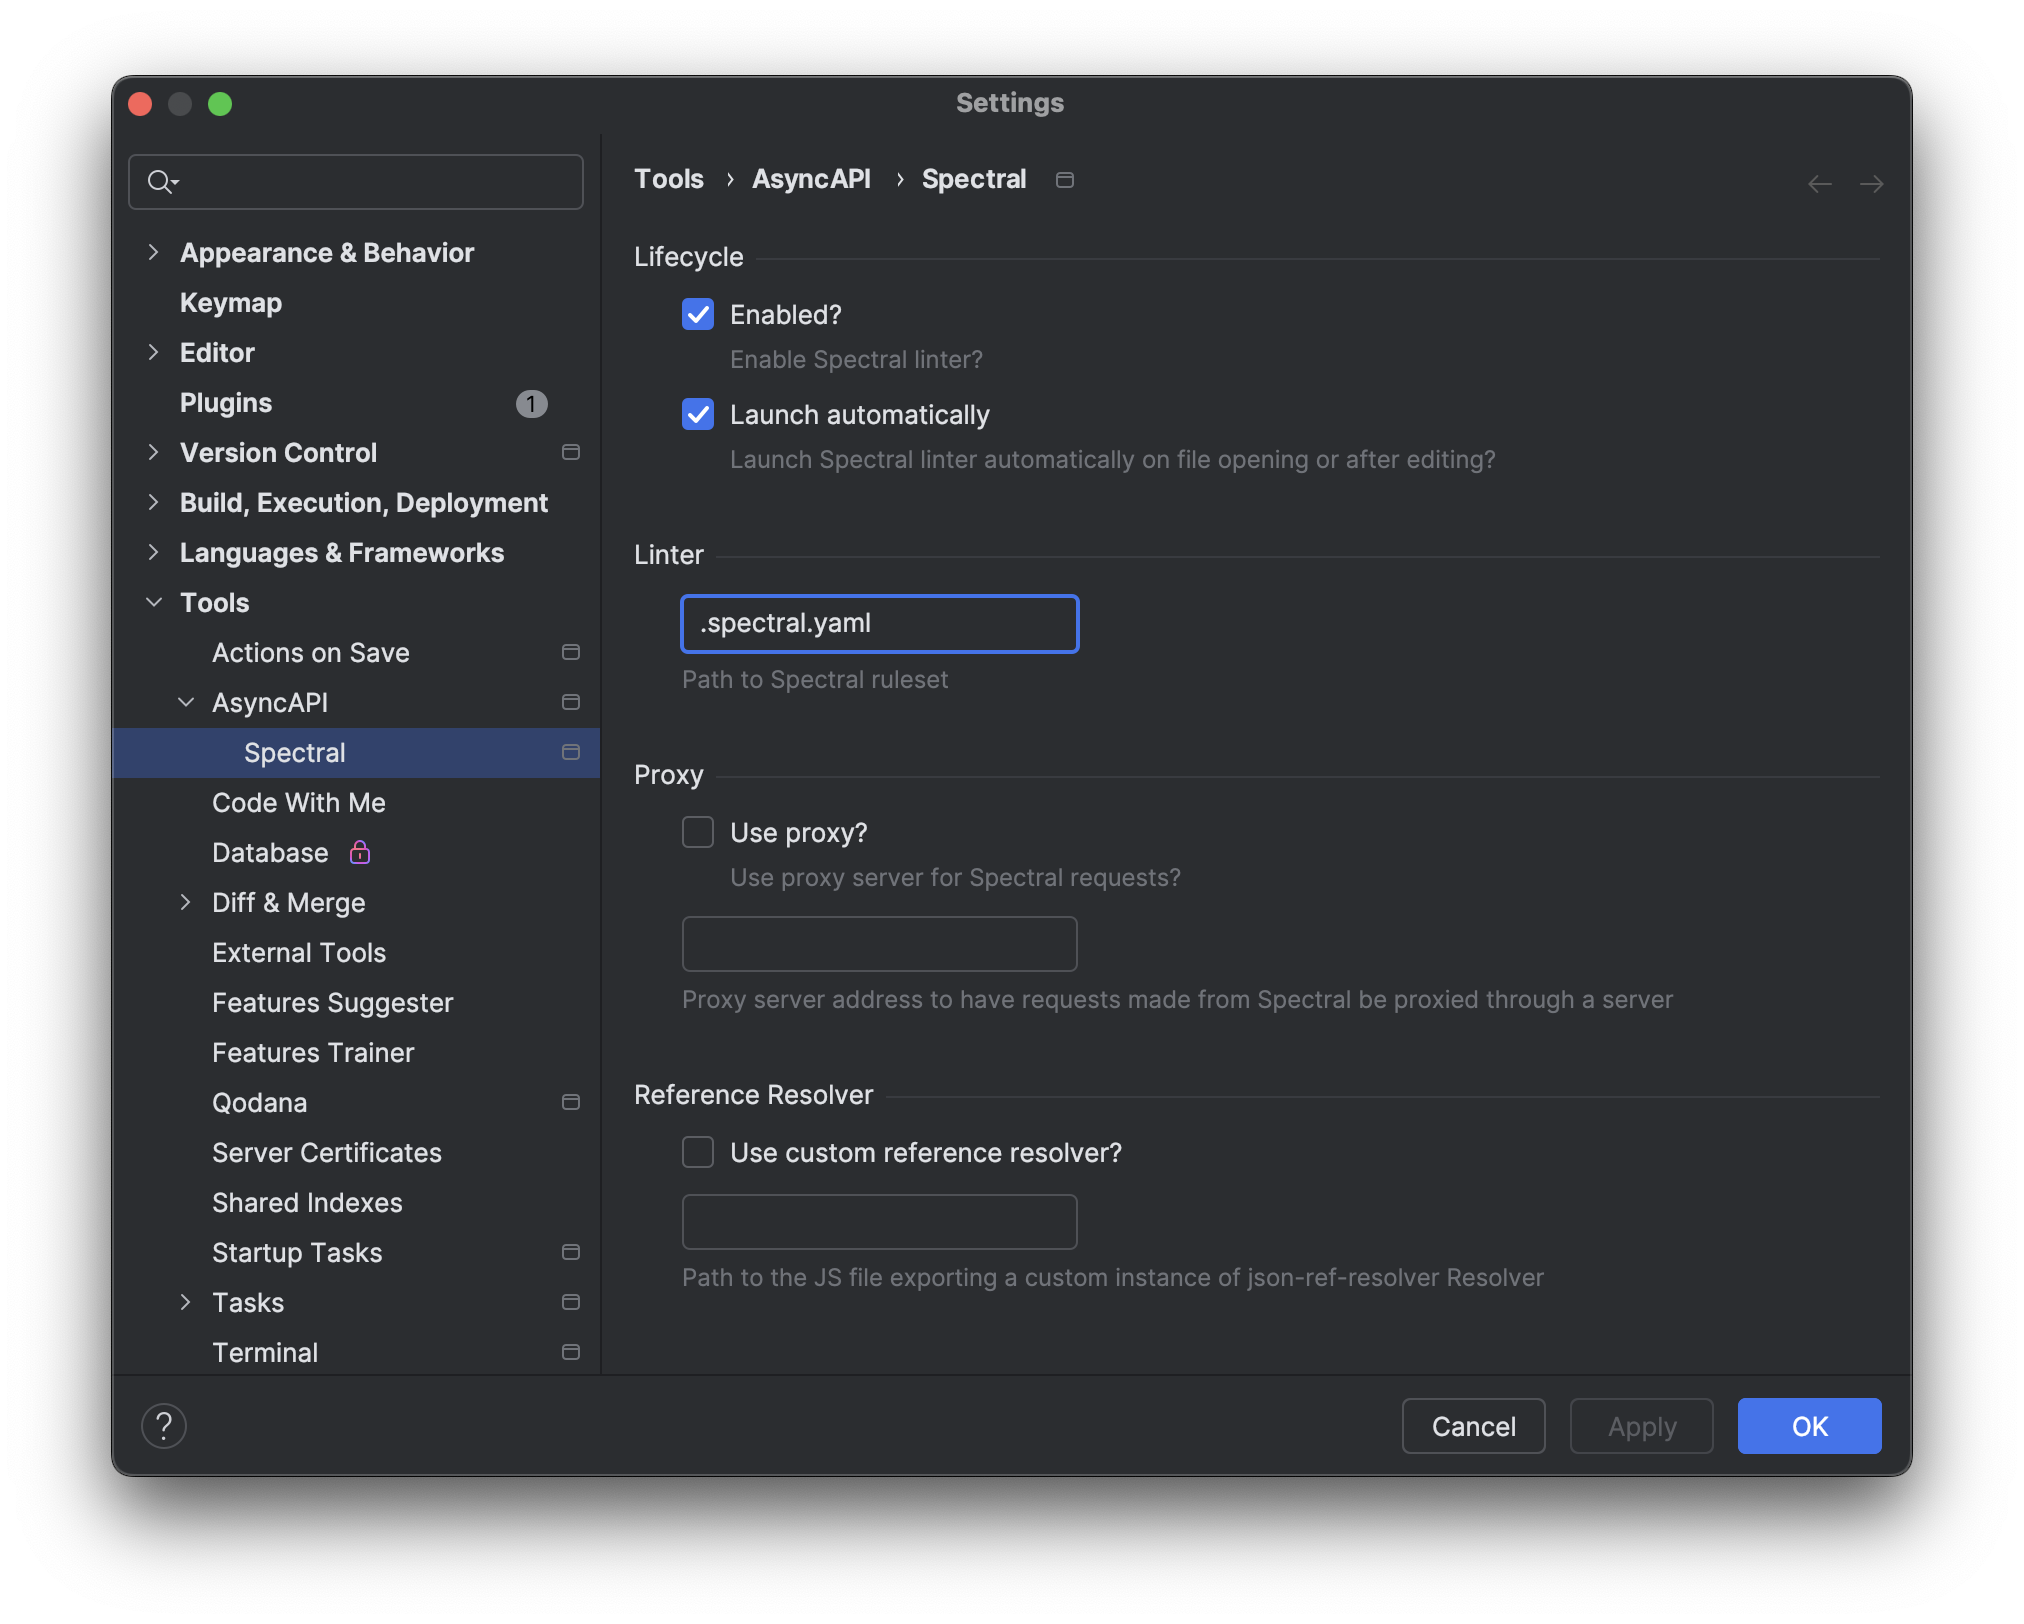 Settings
Appearance & Behavior
Keymap
Editor
Plugins 1
Version Control
Build, Execution, Deployment
Languages & Frameworks
Tools
Actions on Save
AsyncAPI
Spectral
Code With Me
Database
Diff & Merge
External Tools
Features Suggester
Features Trainer
Qodana
Server Certificates
Shared Indexes
Startup Tasks
Tasks
Terminal
Tools › AsyncAPI › Spectral
Lifecycle
Enabled?
Enable Spectral linter?
Launch automatically
Launch Spectral linter automatically on file opening or after editing?
Linter
.spectral.yaml
Path to Spectral ruleset
Proxy
Use proxy?
Use proxy server for Spectral requests?
Proxy server address to have requests made from Spectral be proxied through a server
Reference Resolver
Use custom reference resolver?
Path to the JS file exporting a custom instance of json-ref-resolver Resolver
?
Cancel
Apply
OK